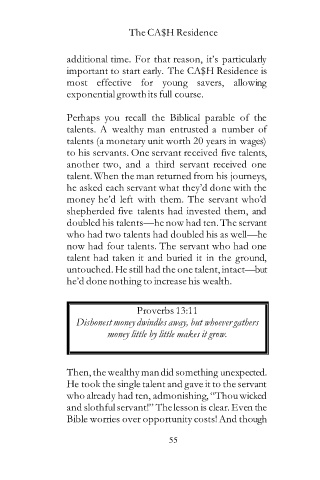 The CA$H Residence
additional time. For that reason, it's particularly
important to start early. The CA$H Residence is
most effective for young savers, allowing
exponential growth its full course.
Perhaps you recall the Biblical parable of the
talents. A wealthy man entrusted a number of
talents (a monetary unit worth 20 years in wages)
to his servants. One servant received five talents,
another two, and a third servant received one
talent. When the man returned from his journeys,
he asked each servant what they'd done with the
money he'd left with them. The servant who'd
shepherded five talents had invested them, and
doubled his talents—he now had ten. The servant
who had two talents had doubled his as well—he
now had four talents. The servant who had one
talent had taken it and buried it in the ground,
untouched. He still had the one talent, intact—but
he'd done nothing to increase his wealth.
Proverbs 13:11
Dishonest money dwindles away, but whoever gathers
money little by little makes it grow.
Then, the wealthy man did something unexpected.
He took the single talent and gave it to the servant
who already had ten, admonishing, "Thou wicked
and slothful servant!" The lesson is clear. Even the
Bible worries over opportunity costs! And though
55